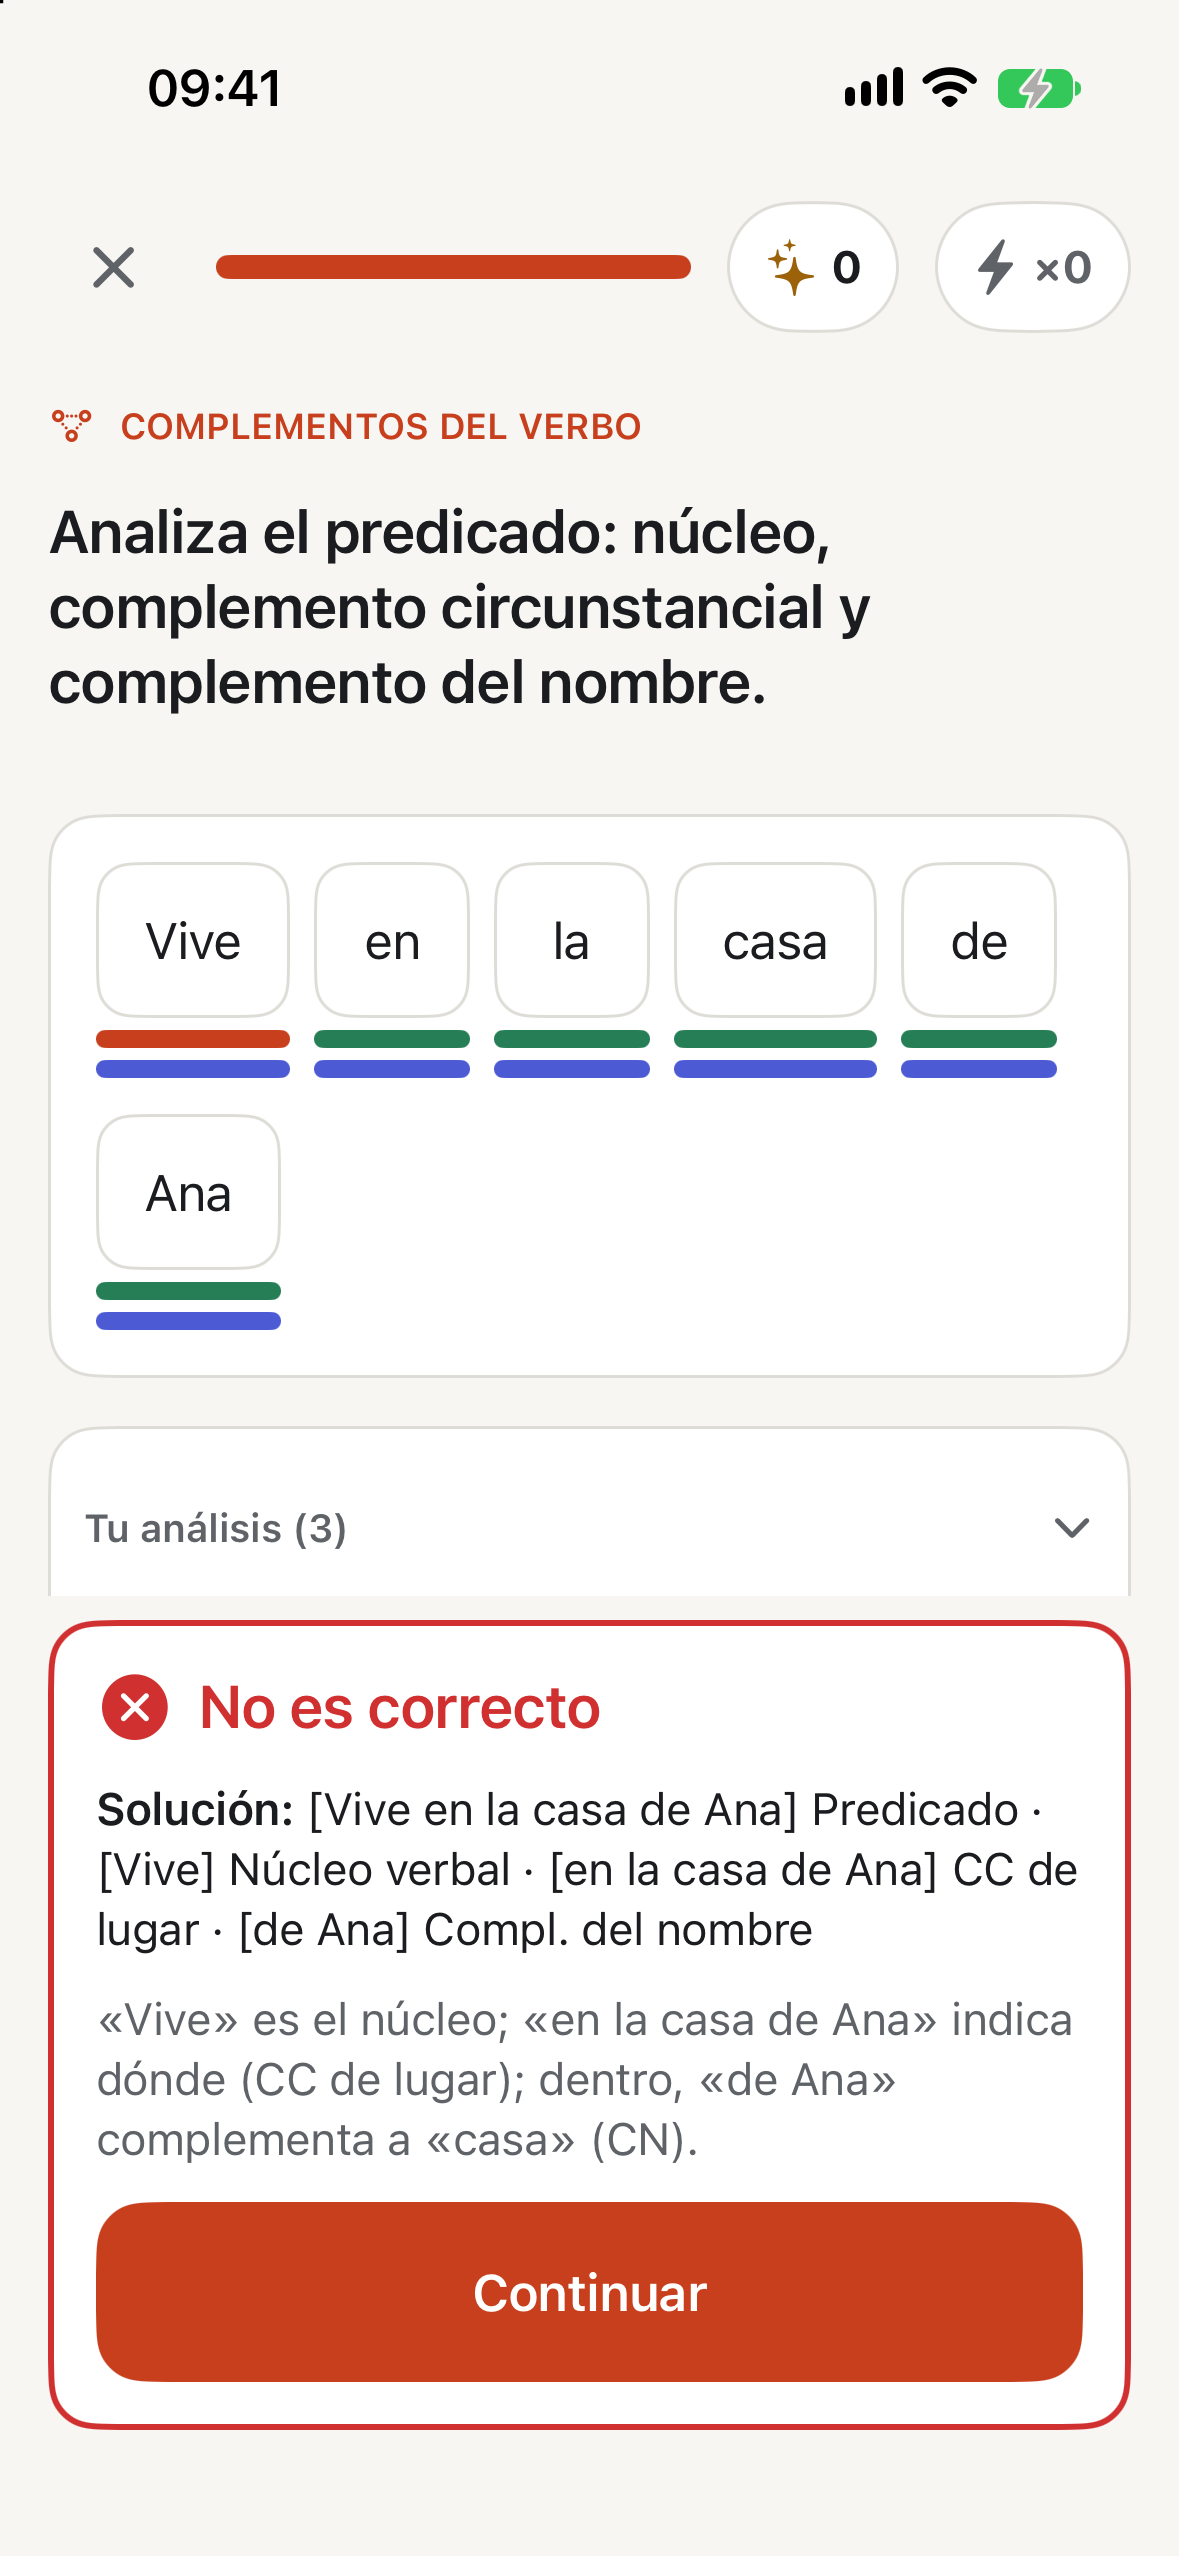 09:41
0
×0
COMPLEMENTOS DEL VERBO
Analiza el predicado: núcleo,
complemento circunstancial y
complemento del nombre.
Vive en la casa de
Ana
Tu análisis (3)
No es correcto
Solución: [Vive en la casa de Ana] Predicado ·
[Vive] Núcleo verbal · [en la casa de Ana] CC de
lugar · [de Ana] Compl. del nombre
«Vive» es el núcleo; «en la casa de Ana» indica
dónde (CC de lugar); dentro, «de Ana»
complementa a «casa» (CN).
Continuar